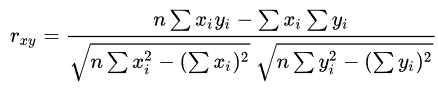 r_{xy} = \frac{n\sum x_i y_i - \sum x_i \sum y_i}{\sqrt{n\sum x_i^2 - (\sum x_i)^2} \sqrt{n\sum y_i^2 - (\sum y_i)^2}}